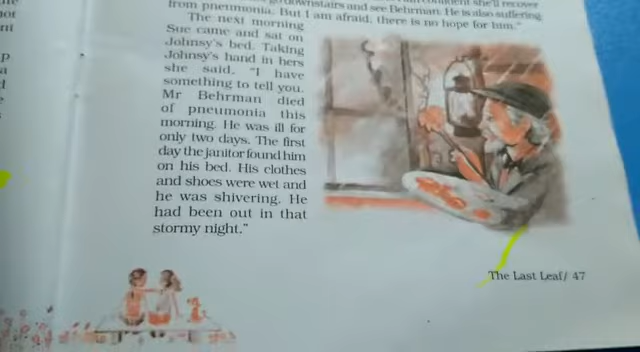 downstairs and see Behrman. He is also suffering
from pneumonia. But I am afraid, there is no hope for him."
The next morning
Sue came and sat on
Johnsy's bed. Taking
Johnsy's hand in hers
she said, "I have
something to tell you.
Mr Behrman died
of pneumonia this
morning. He was ill for
only two days. The first
day the janitor found him
on his bed. His clothes
and shoes were wet and
he was shivering. He
had been out in that
stormy night."
The Last Leaf/ 47